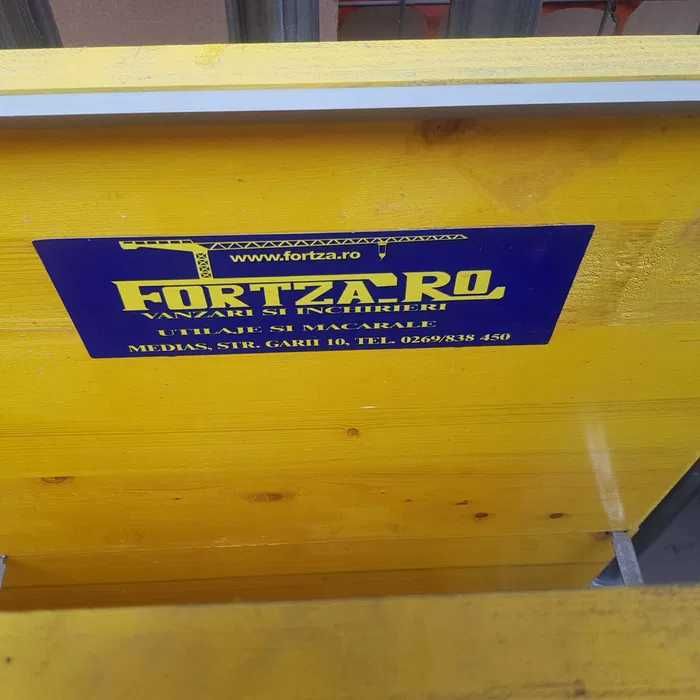 www.fortza.ro
FORTZA.RO
VANZARI SI INCHIRIERI
UTILAJE SI MACARALE
MEDIAS, STR. GARII 10, TEL. 0269/838 450